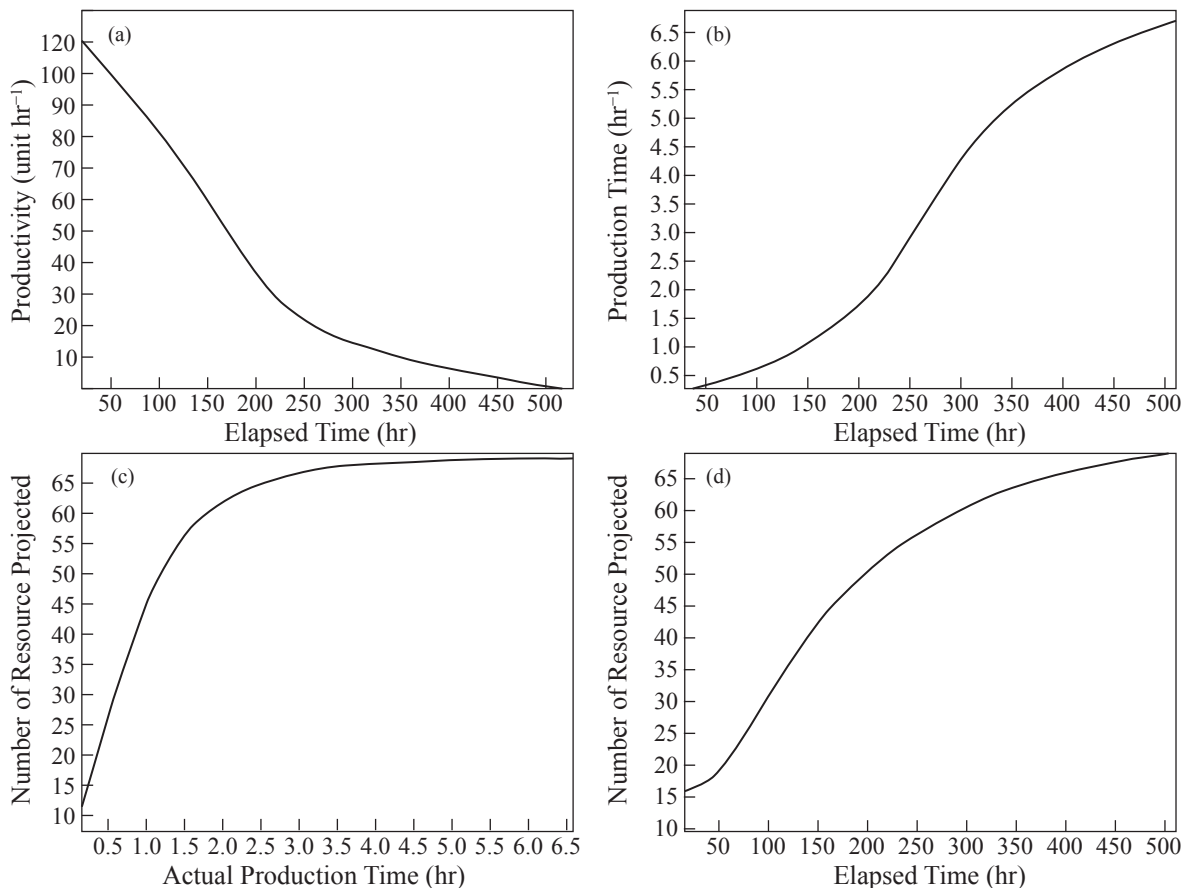 (a)
Productivity (unit hr⁻¹)
120
100
90
80
70
60
50
40
30
20
10
50 100 150 200 250 300 350 400 450 500
Elapsed Time (hr)
(b)
Production Time (hr⁻¹)
6.5
6.0
5.5
5.0
4.5
4.0
3.5
3.0
2.5
2.0
1.5
1.0
0.5
50 100 150 200 250 300 350 400 450 500
Elapsed Time (hr)
(c)
Number of Resource Projected
65
60
55
50
45
35
30
20
15
10
0.5 1.0 1.5 2.0 2.5 3.0 3.5 4.0 4.5 5.0 5.5 6.0 6.5
Actual Production Time (hr)
(d)
Number of Resource Projected
65
60
55
50
45
40
35
30
25
20
15
10
50 100 150 200 250 300 350 400 450 500
Elapsed Time (hr)